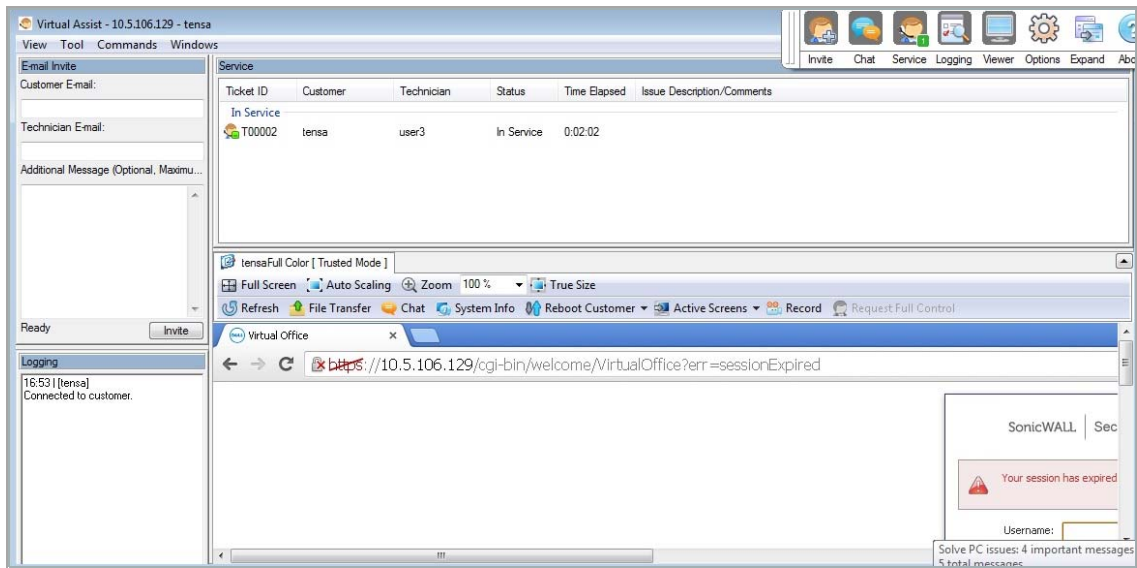 Virtual Assist - 10.5.106.129 - tensa
View Tool Commands Windows
Invite Chat Service Logging Viewer Options Expand
E-mail Invite
Customer E-mail:
Technician E-mail:
Additional Message (Optional, Maximu...
Ready Invite
Service
Ticket ID Customer Technician Status Time Elapsed Issue Description/Comments
In Service
T00002 tensa user3 In Service 0:02:02
tensaFull Color [ Trusted Mode ]
Full Screen Auto Scaling Zoom 100 % True Size
Refresh File Transfer Chat System Info Reboot Customer Active Screens Record Request Full Control
Logging
16:53 | [tensa]
Connected to customer.
Virtual Office
https://10.5.106.129/cgi-bin/welcome/VirtualOffice?err=sessionExpired
SonicWALL Sec
Your session has expired
Username:
Solve PC issues: 4 important messages
5 total messages